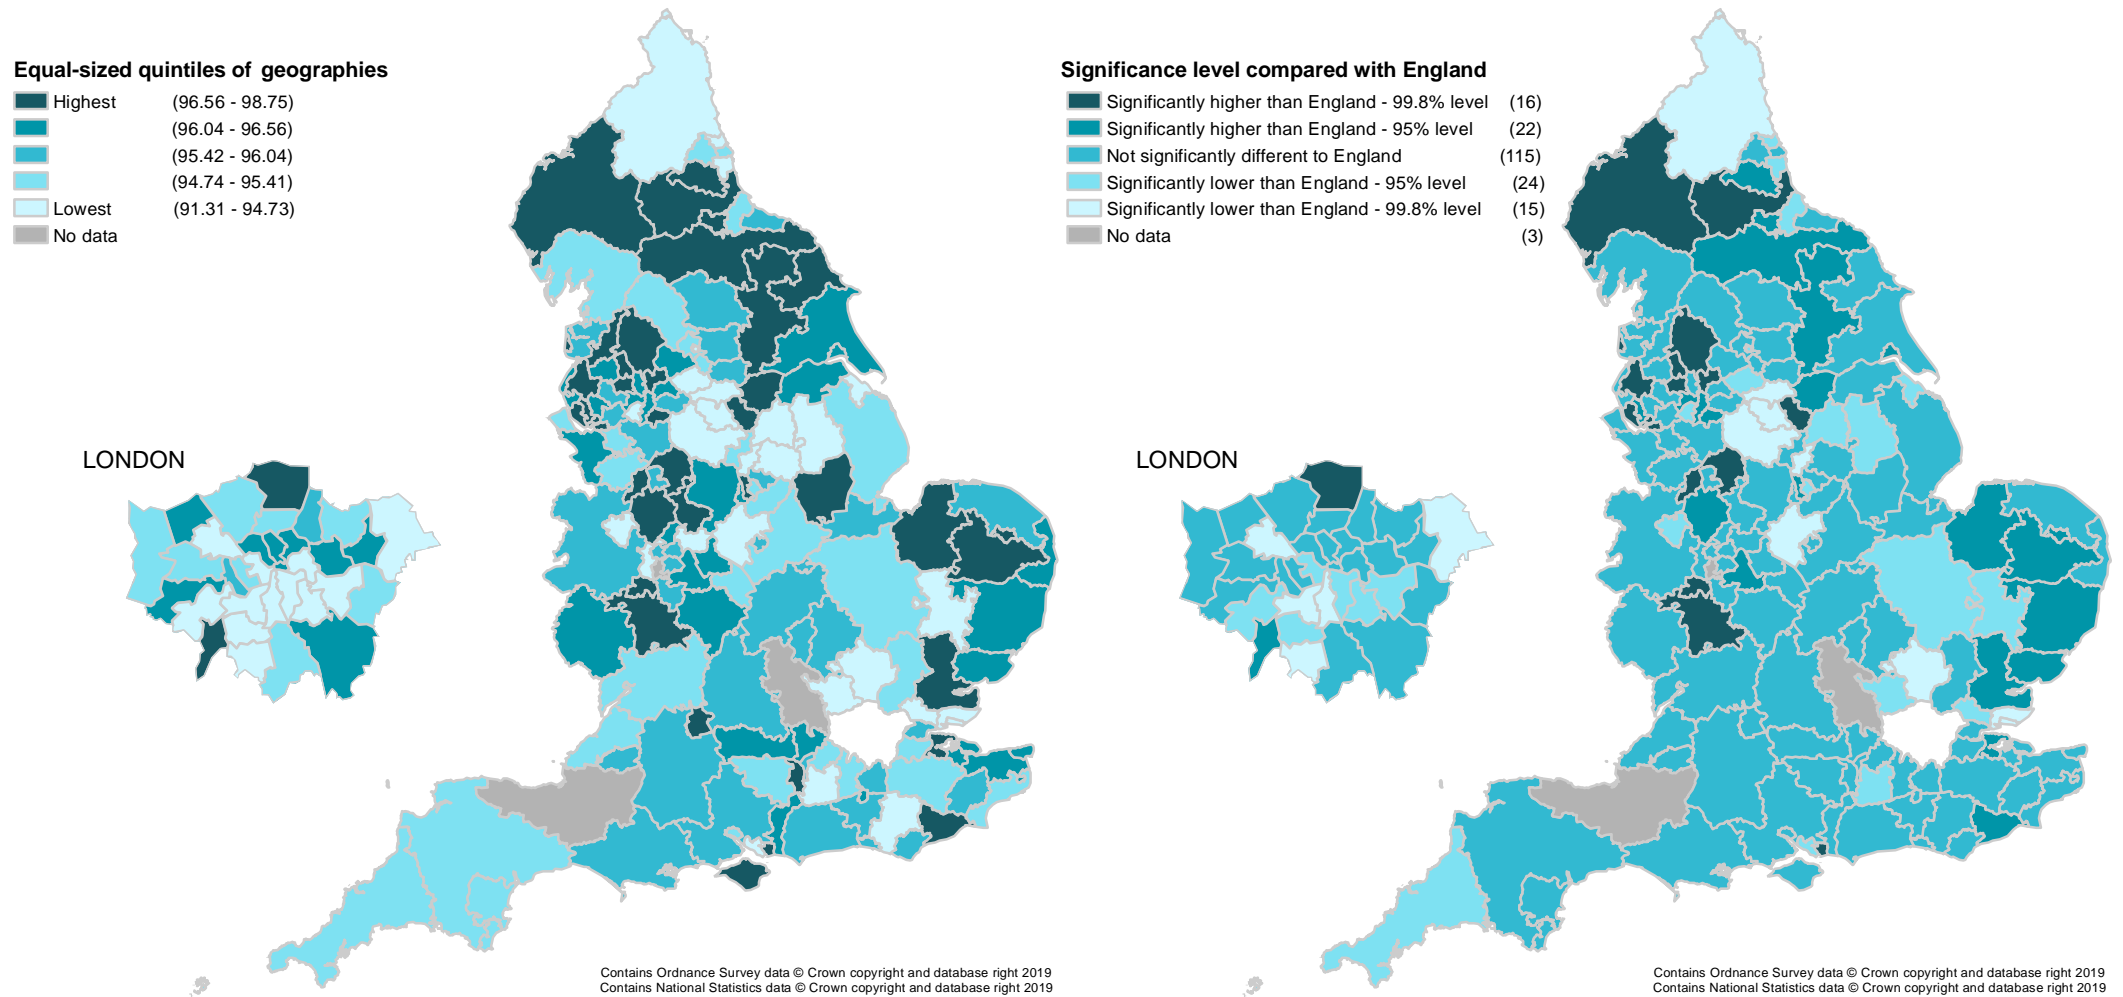 Equal-sized quintiles of geographies
Highest (96.56 - 98.75)
(96.04 - 96.56)
(95.42 - 96.04)
(94.74 - 95.41)
Lowest (91.31 - 94.73)
No data
LONDON
Contains Ordnance Survey data © Crown copyright and database right 2019
Contains National Statistics data © Crown copyright and database right 2019
Significance level compared with England
Significantly higher than England - 99.8% level (16)
Significantly higher than England - 95% level (22)
Not significantly different to England (115)
Significantly lower than England - 95% level (24)
Significantly lower than England - 99.8% level (15)
No data (3)
LONDON
Contains Ordnance Survey data © Crown copyright and database right 2019
Contains National Statistics data © Crown copyright and database right 2019